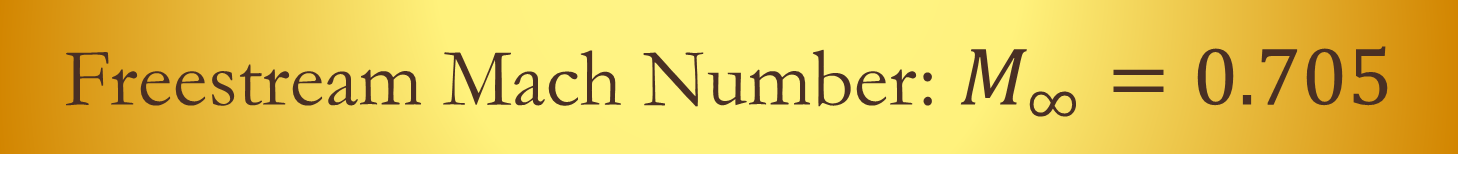 Freestream Mach Number: M∞ = 0.705